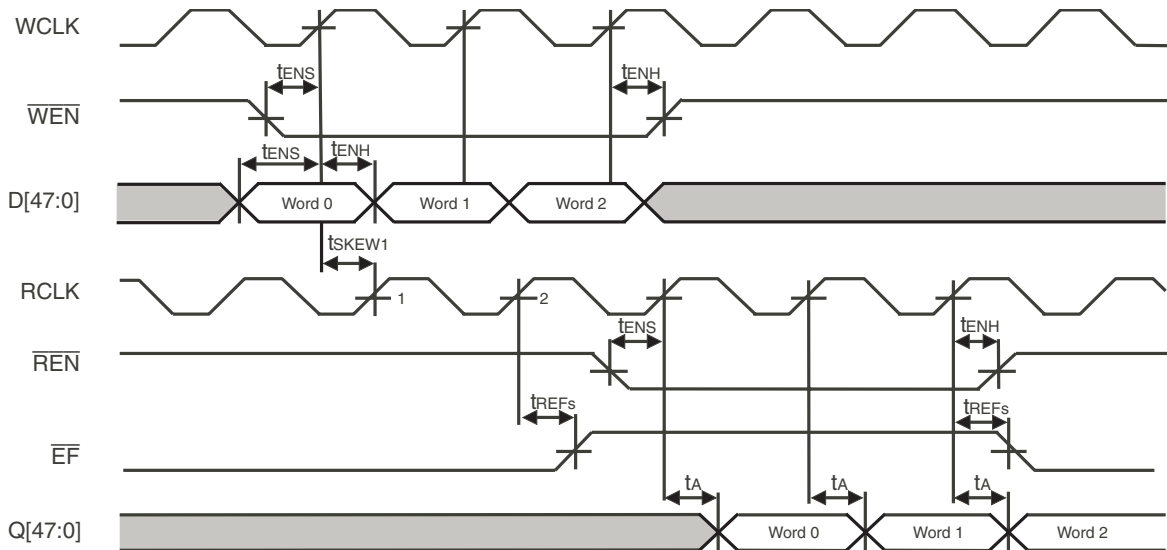 WCLK
tENS
tENH
WEN
tENS
tENH
D[47:0]
Word 0
Word 1
Word 2
tSKEW1
RCLK
1
2
tENS
tENH
REN
tREFs
tREFs
EF
tA
tA
tA
Q[47:0]
Word 0
Word 1
Word 2